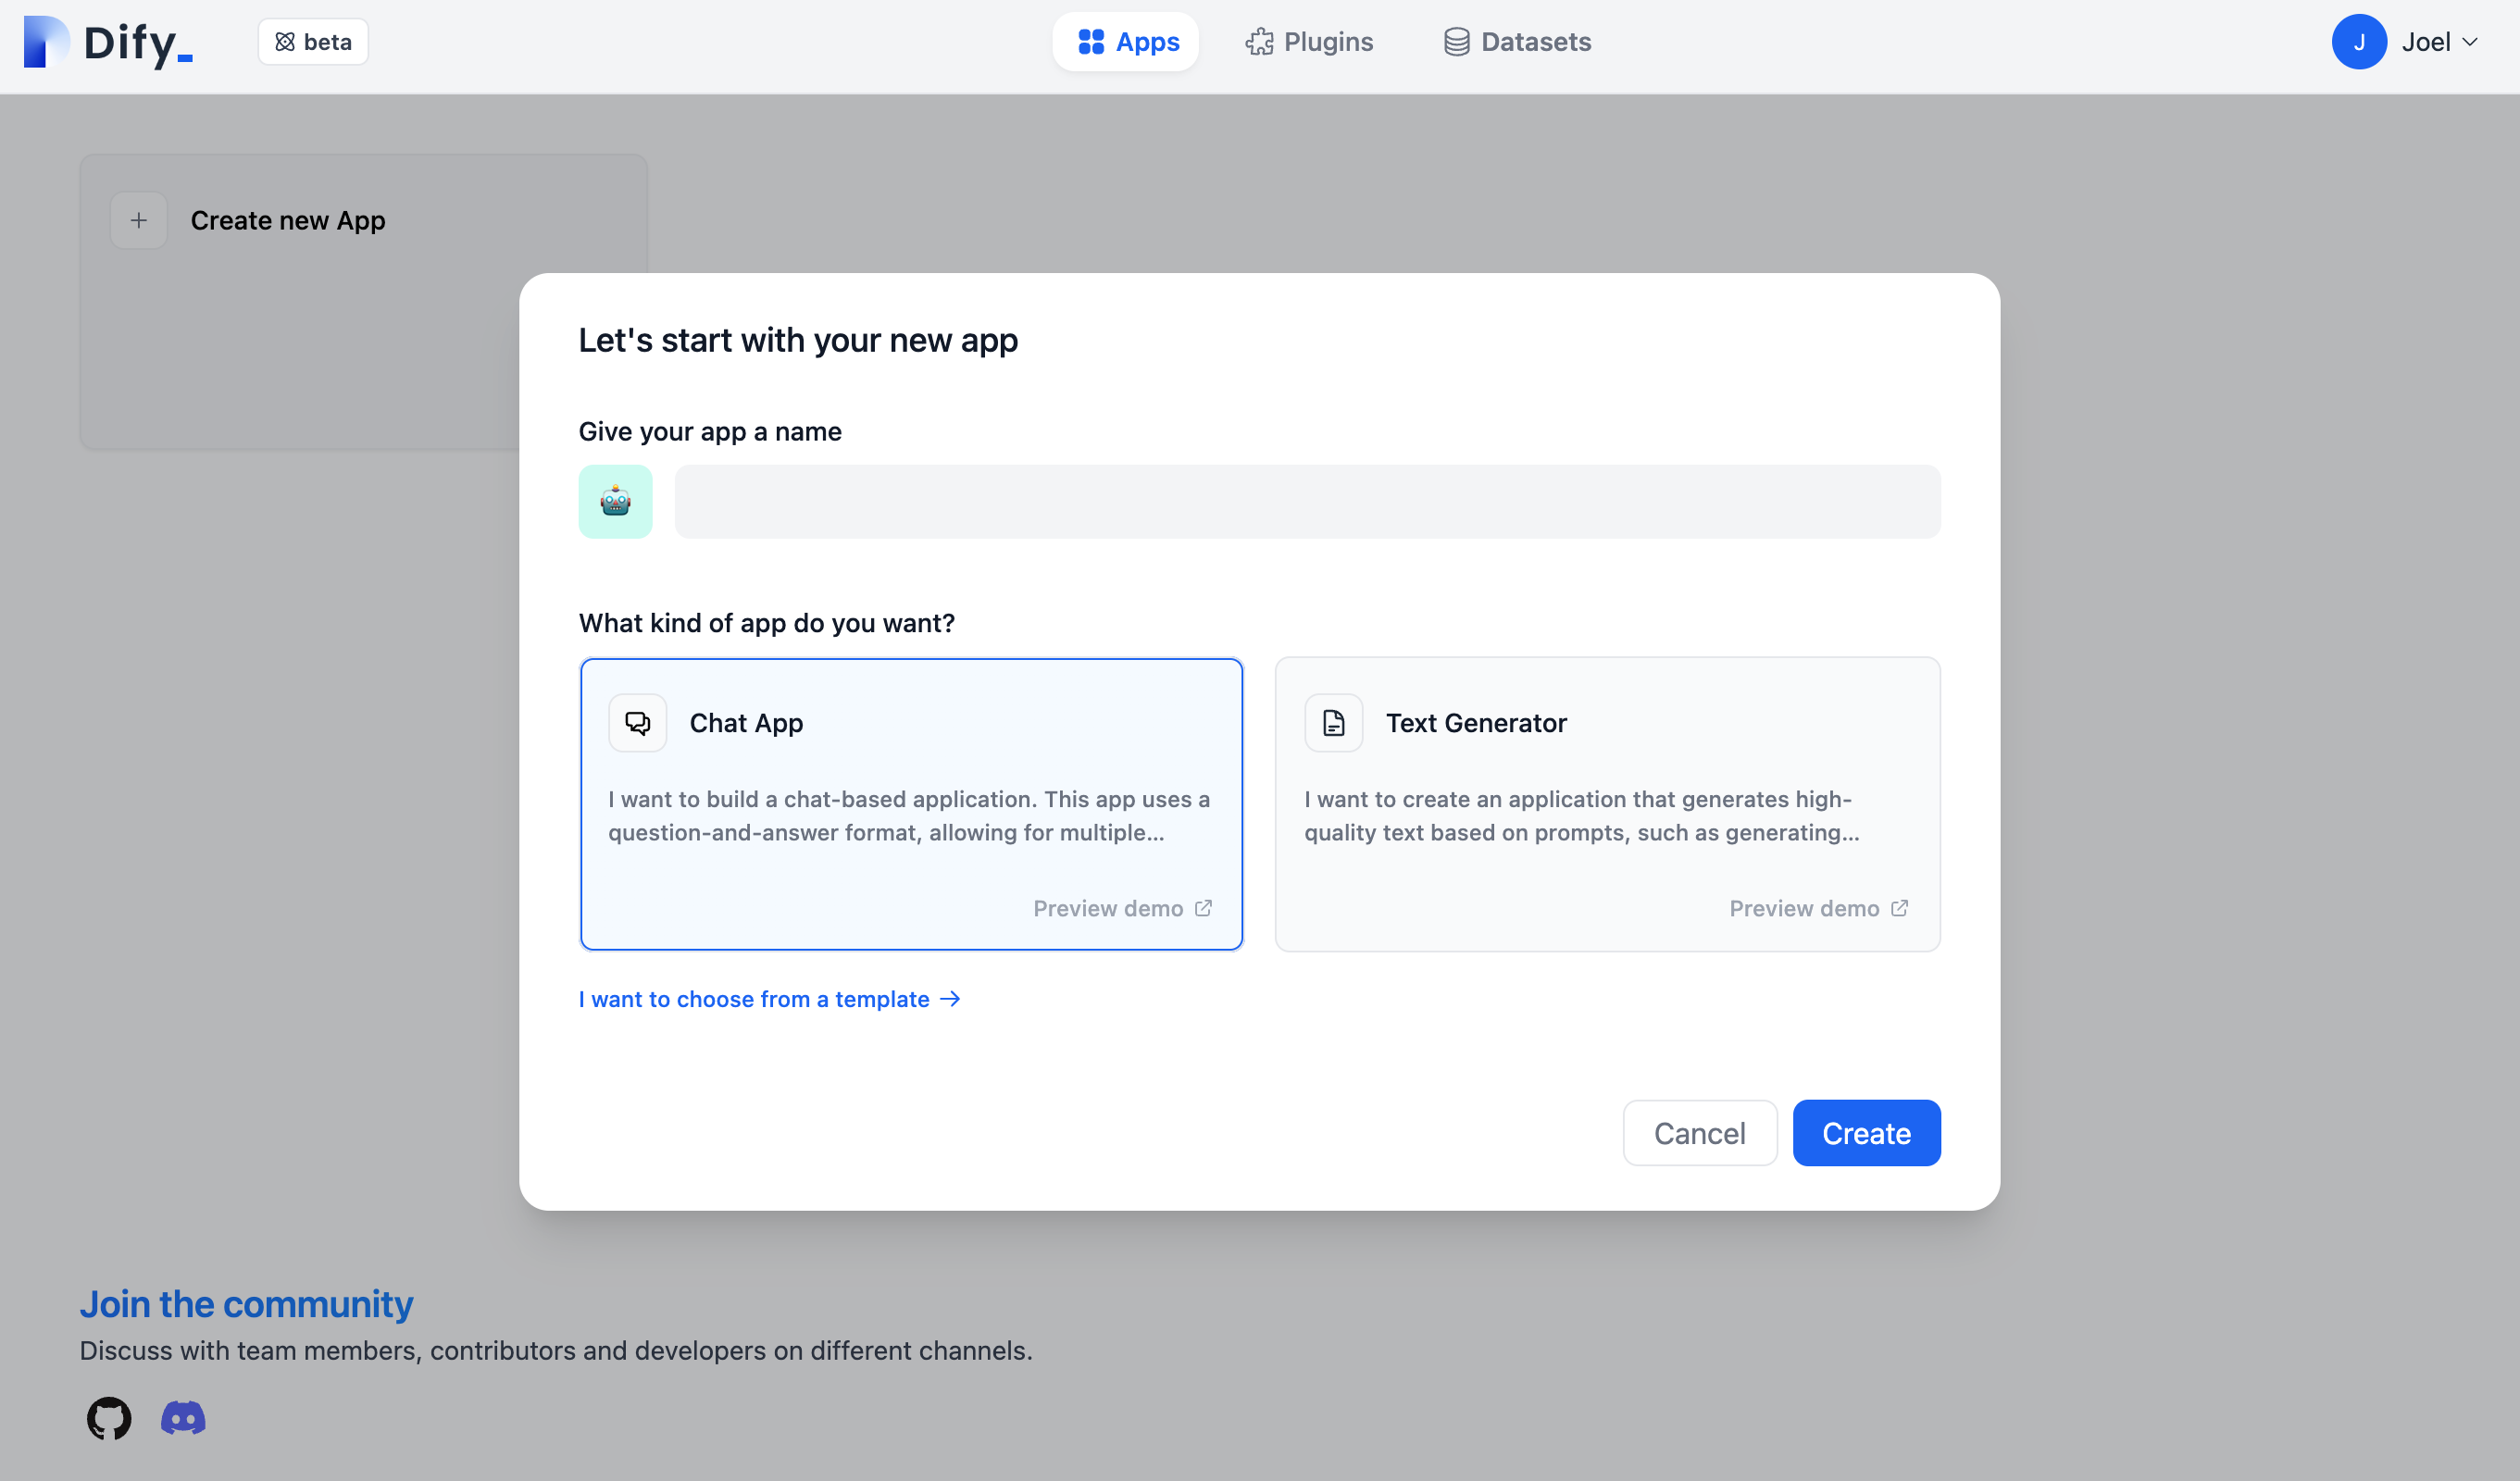 Dify_
beta
Apps
Plugins
Datasets
J
Joel
Create new App
Let's start with your new app
Give your app a name
What kind of app do you want?
Chat App
I want to build a chat-based application. This app uses a
question-and-answer format, allowing for multiple...
Preview demo
Text Generator
I want to create an application that generates high-
quality text based on prompts, such as generating...
Preview demo
I want to choose from a template →
Cancel
Create
Join the community
Discuss with team members, contributors and developers on different channels.